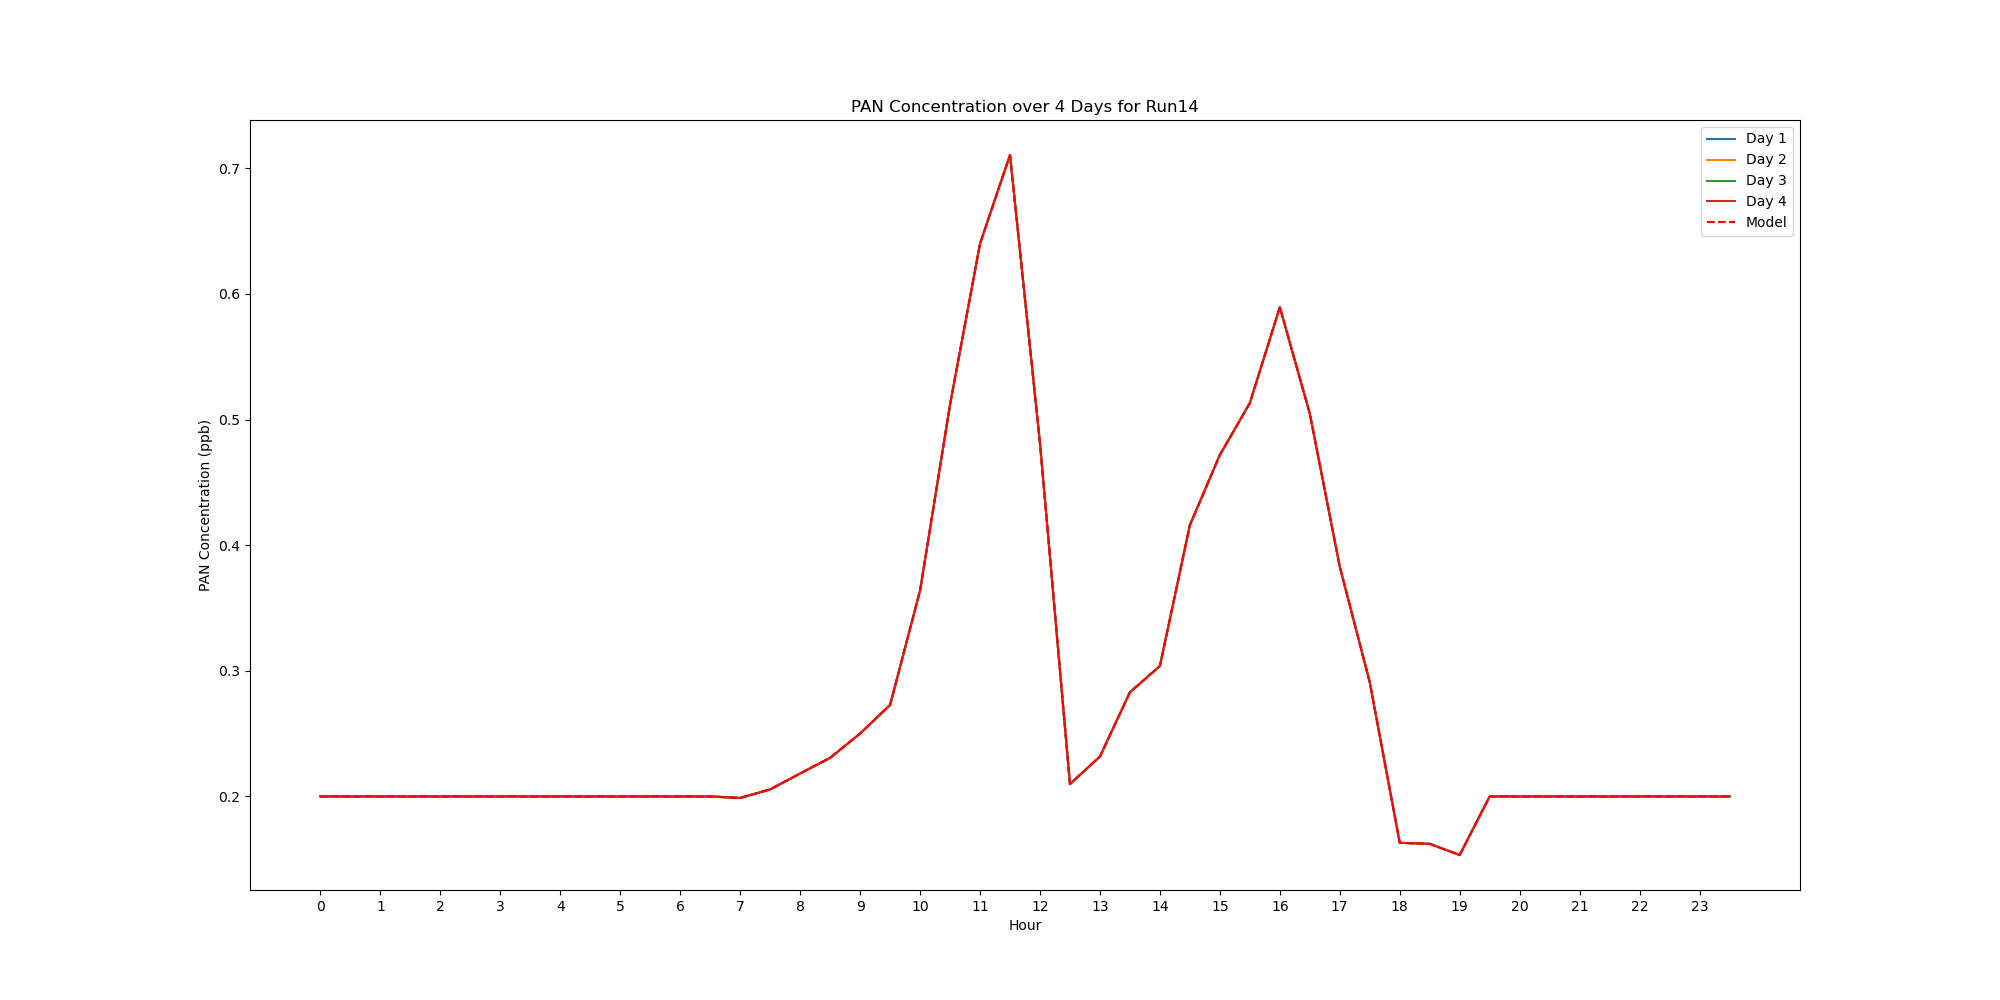 PAN Concentration over 4 Days for Run14
Day 1
Day 2
Day 3
Day 4
Model
PAN Concentration (ppb)
0.7
0.6
0.5
0.4
0.3
0.2
0 1 2 3 4 5 6 7 8 9 10 11 12 13 14 15 16 17 18 19 20 21 22 23
Hour